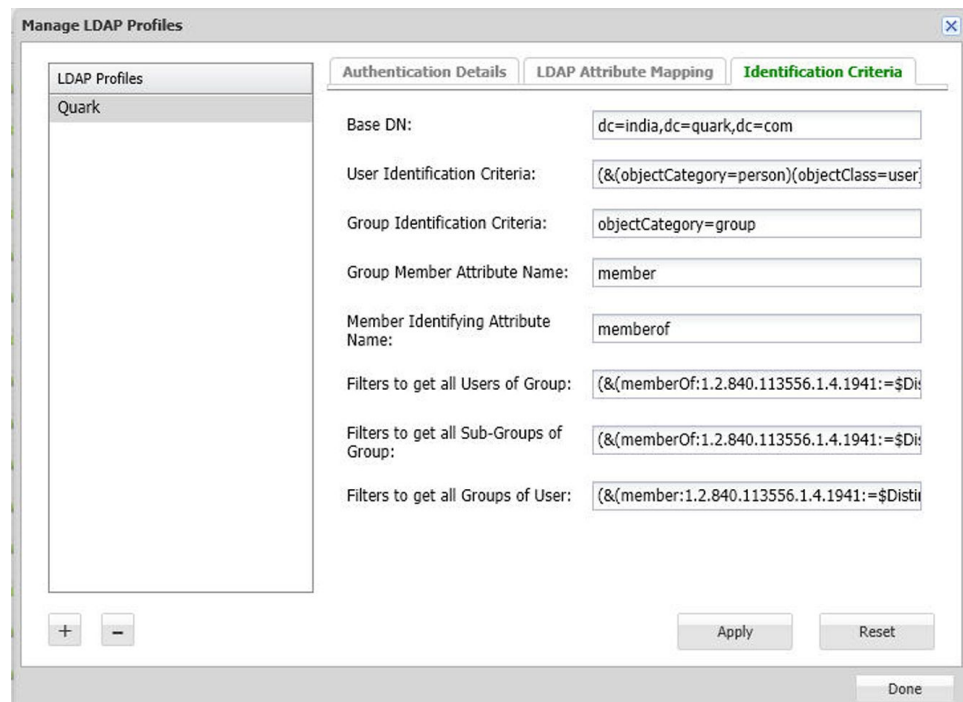 Manage LDAP Profiles
LDAP Profiles
Quark
Authentication Details
LDAP Attribute Mapping
Identification Criteria
Base DN:
dc=india,dc=quark,dc=com
User Identification Criteria:
(&(objectCategory=person)(objectClass=user)
Group Identification Criteria:
objectCategory=group
Group Member Attribute Name:
member
Member Identifying Attribute
Name:
memberof
Filters to get all Users of Group:
(&(memberOf:1.2.840.113556.1.4.1941:=$Dis
Filters to get all Sub-Groups of
Group:
(&(memberOf:1.2.840.113556.1.4.1941:=$Dis
Filters to get all Groups of User:
(&(member:1.2.840.113556.1.4.1941:=$Distin
+
-
Apply
Reset
Done